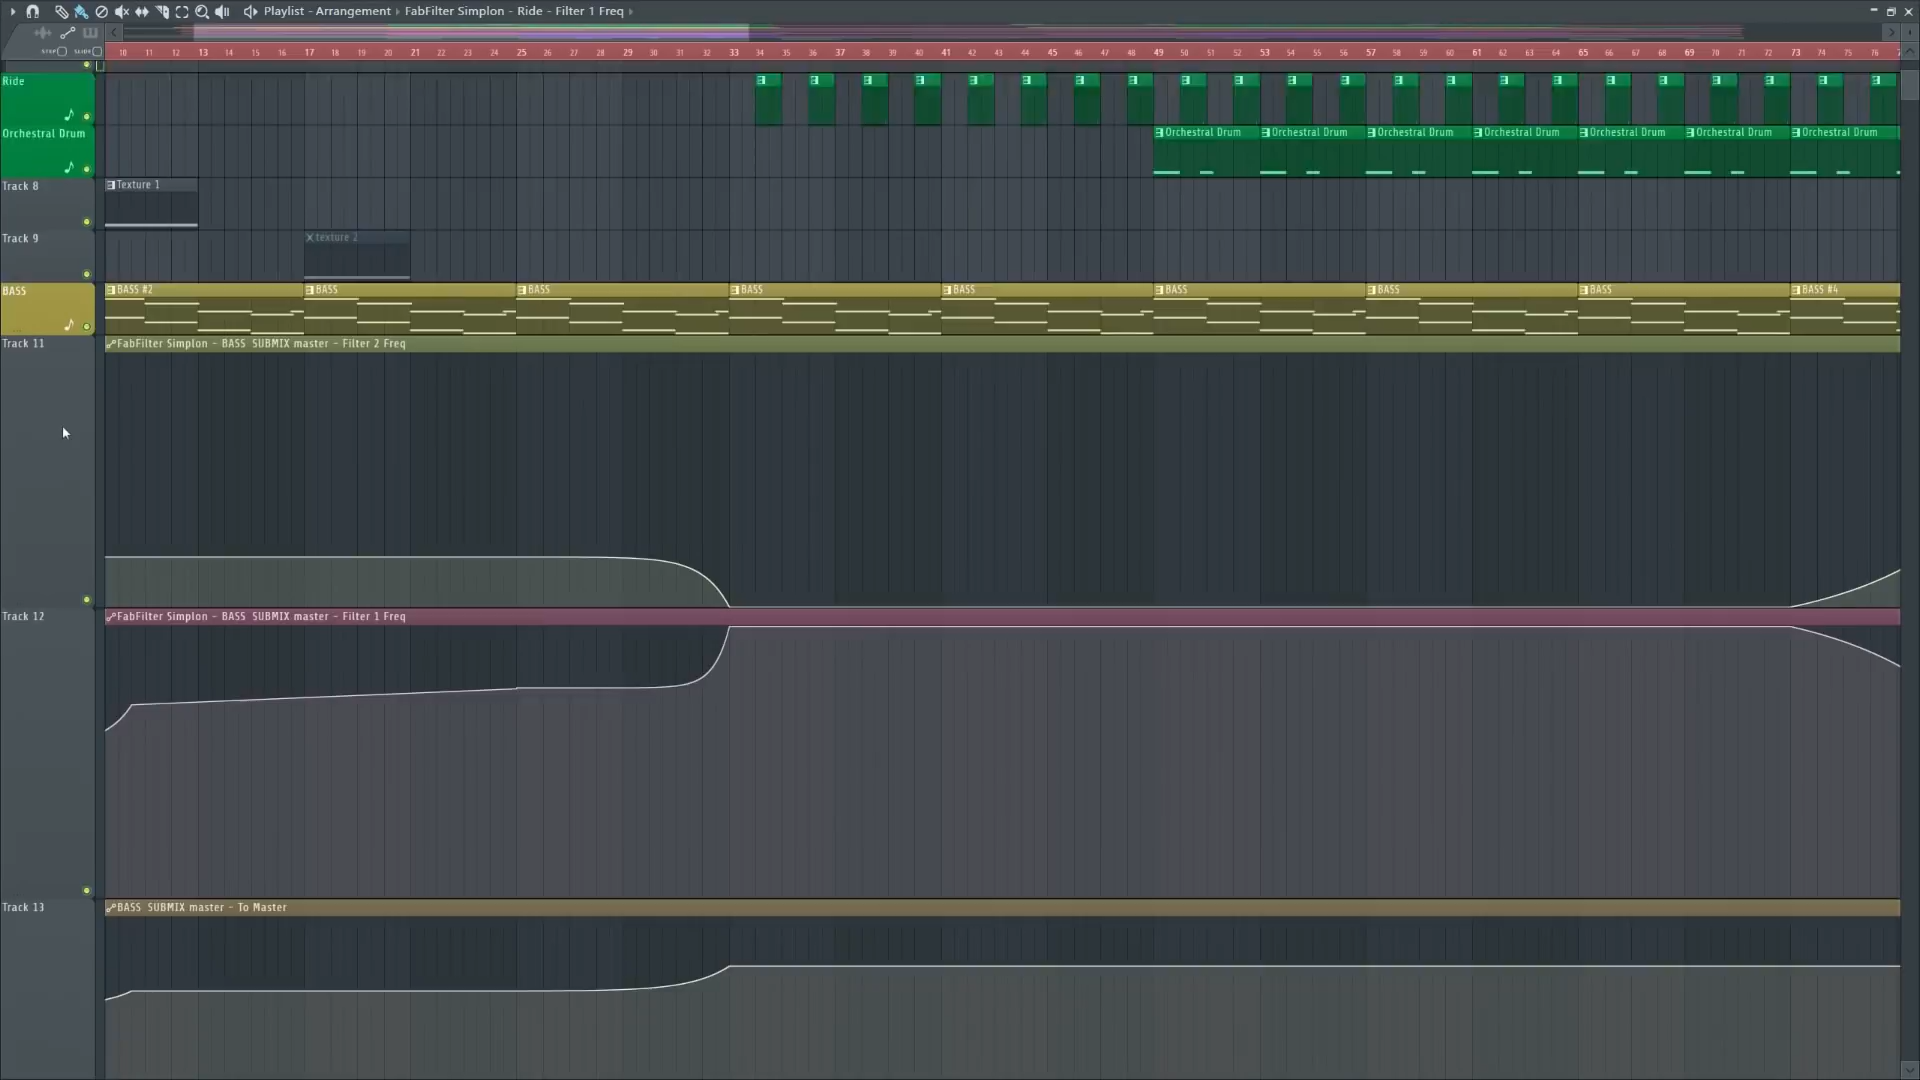 Playlist - Arrangement › FabFilter Simplon - Ride - Filter 1 Freq ›
STEP SLIDE
10 11 12 13 14 15 16 17 18 19 20 21 22 23 24 25 26 27 28 29 30 31 32 33 34 35 36 37 38 39 40 41 42 43 44 45 46 47 48 49 50 51 52 53 54 55 56 57 58 59 60 61 62 63 64 65 66 67 68 69 70 71 72 73 74 75 76
Ride
Orchestral Drum Orchestral Drum Orchestral Drum Orchestral Drum Orchestral Drum Orchestral Drum Orchestral Drum Orchestral Drum
Track 8 Texture 1
Track 9 texture 2
BASS BASS #2 BASS BASS BASS BASS BASS BASS BASS BASS #4
Track 11 FabFilter Simplon - BASS SUBMIX master - Filter 2 Freq
Track 12 FabFilter Simplon - BASS SUBMIX master - Filter 1 Freq
Track 13 BASS SUBMIX master - To Master